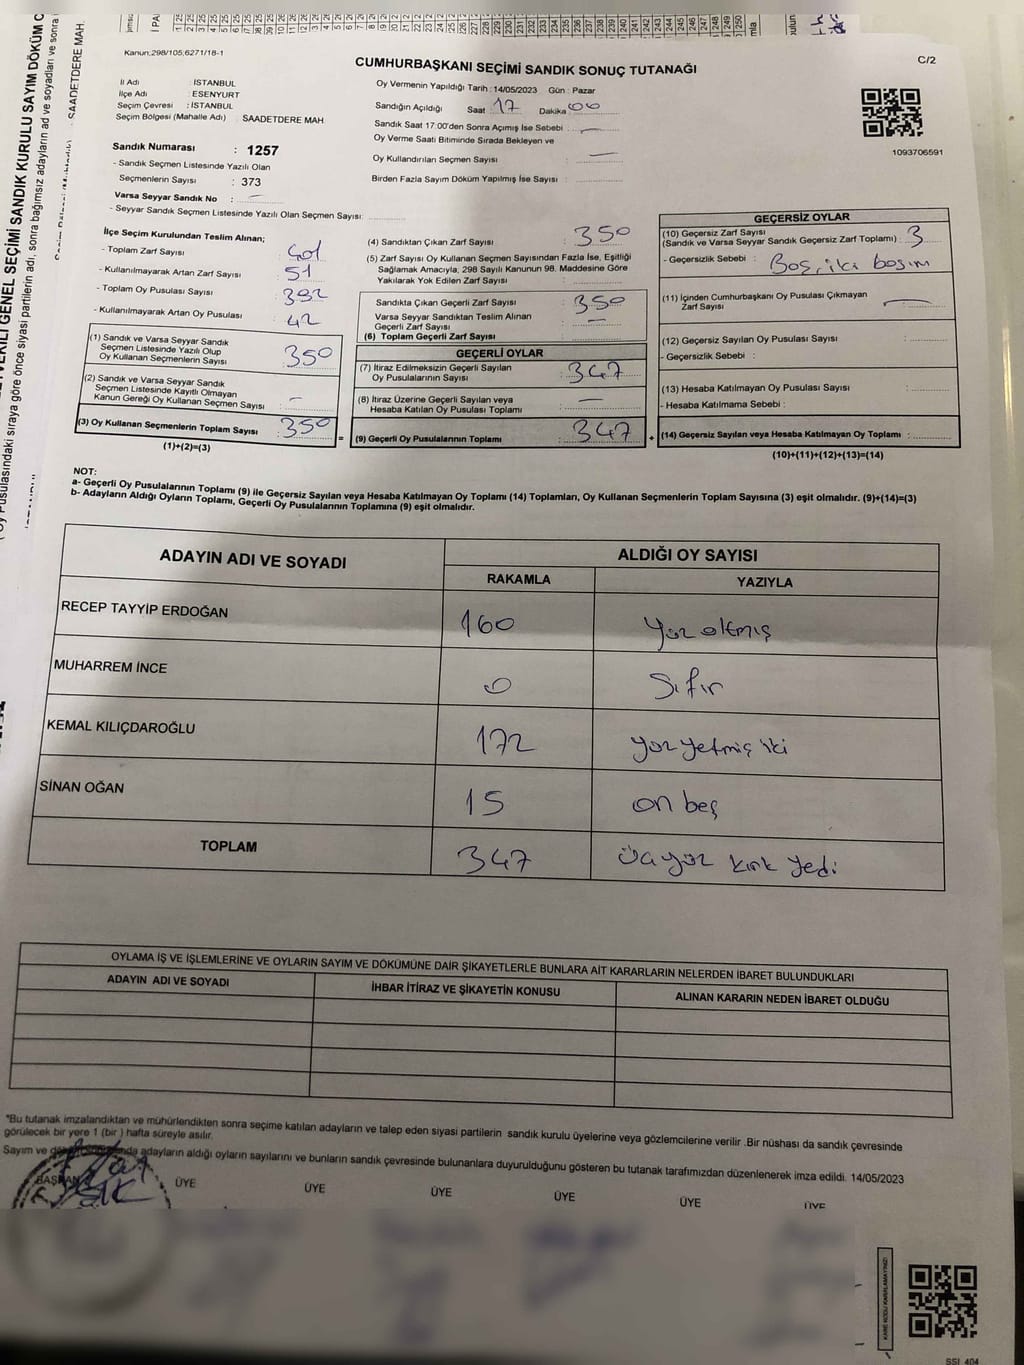 Kanun:298/105,6271/18-1
CUMHURBAŞKANI SEÇİMİ SANDIK SONUÇ TUTANAĞI
C/2
İl Adı : İSTANBUL
İlçe Adı : ESENYURT
Seçim Çevresi : İSTANBUL
Seçim Bölgesi (Mahalle Adı) : SAADETDERE MAH
Sandık Numarası : 1257
- Sandık Seçmen Listesinde Yazılı Olan
Seçmenlerin Sayısı : 373
Varsa Seyyar Sandık No : —
- Seyyar Sandık Seçmen Listesinde Yazılı Olan Seçmen Sayısı:
Oy Vermenin Yapıldığı Tarih : 14/05/2023 Gün : Pazar
Sandığın Açıldığı Saat 17 Dakika 00
Sandık Saat 17.00'den Sonra Açımış İse Sebebi : —
Oy Verme Saati Bitiminde Sırada Bekleyen ve
Oy Kullandırılan Seçmen Sayısı : —
Birden Fazla Sayım Döküm Yapılmış İse Sayısı :
1093706591
İlçe Seçim Kurulundan Teslim Alınan;
- Toplam Zarf Sayısı : 401
- Kullanılmayarak Artan Zarf Sayısı : 51
- Toplam Oy Pusulası Sayısı : 392
- Kullanılmayarak Artan Oy Pusulası : 42
(1) Sandık ve Varsa Seyyar Sandık
Seçmen Listesinde Yazılı Olup
Oy Kullanan Seçmenlerin Sayısı : 350
(2) Sandık ve Varsa Seyyar Sandık
Seçmen Listesinde Kayıtlı Olmayan
Kanun Gereği Oy Kullanan Seçmen Sayısı : —
(3) Oy Kullanan Seçmenlerin Toplam Sayısı : 350
(1)+(2)=(3)
(4) Sandıktan Çıkan Zarf Sayısı : 350
(5) Zarf Sayısı Oy Kullanan Seçmen Sayısından Fazla İse, Eşitliği
Sağlamak Amacıyla, 298 Sayılı Kanunun 98. Maddesine Göre
Yakılarak Yok Edilen Zarf Sayısı :
Sandıkta Çıkan Geçerli Zarf Sayısı : 350
Varsa Seyyar Sandıktan Teslim Alınan
Geçerli Zarf Sayısı : —
(6) Toplam Geçerli Zarf Sayısı
GEÇERLİ OYLAR
(7) İtiraz Edilmeksizin Geçerli Sayılan
Oy Pusulalarının Sayısı : 347
(8) İtiraz Üzerine Geçerli Sayılan veya
Hesaba Katılan Oy Pusulası Toplamı : —
= (9) Geçerli Oy Pusulalarının Toplamı : 347 +
GEÇERSİZ OYLAR
(10) Geçersiz Zarf Sayısı
(Sandık ve Varsa Seyyar Sandık Geçersiz Zarf Toplamı) : 3
- Geçersizlik Sebebi : Boş,iki
(11) İçinden Cumhurbaşkanı Oy Pusulası Çıkmayan
Zarf Sayısı : —
(12) Geçersiz Sayılan Oy Pusulası Sayısı :
- Geçersizlik Sebebi :
(13) Hesaba Katılmayan Oy Pusulası Sayısı :
- Hesaba Katılmama Sebebi :
(14) Geçersiz Sayılan veya Hesaba Katılmayan Oy Toplamı :
(10)+(11)+(12)+(13)=(14)
NOT:
a- Geçerli Oy Pusulalarının Toplamı (9) ile Geçersiz Sayılan veya Hesaba Katılmayan Oy Toplamı (14) Toplamları, Oy Kullanan Seçmenlerin Toplam Sayısına (3) eşit olmalıdır. (9)+(14)=(3)
b- Adayların Aldığı Oyların Toplamı, Geçerli Oy Pusulalarının Toplamına (9) eşit olmalıdır.
ADAYIN ADI VE SOYADI
ALDIĞI OY SAYISI
RAKAMLA YAZIYLA
RECEP TAYYİP ERDOĞAN 160 Yüz altmış
MUHARREM İNCE 0 Sıfır
KEMAL KILIÇDAROĞLU 172 yüz yetmiş iki
SİNAN OĞAN 15 on beş
TOPLAM 347 Üçyüz kırk yedi
OYLAMA İŞ VE İŞLEMLERİNE VE OYLARIN SAYIM VE DÖKÜMÜNE DAİR ŞİKAYETLERLE BUNLARA AİT KARARLARIN NELERDEN İBARET BULUNDUKLARI
ADAYIN ADI VE SOYADI İHBAR İTİRAZ VE ŞİKAYETİN KONUSU ALINAN KARARIN NEDEN İBARET OLDUĞU
*Bu tutanak imzalandıktan ve mühürlendikten sonra seçime katılan adayların ve talep eden siyasi partilerin sandık kurulu üyelerine veya gözlemcilerine verilir .Bir nüshası da sandık çevresinde
görülecek bir yere 1 (bir ) hafta süreyle asılır.
Sayım ve adayların aldığı oyların sayılarını ve bunların sandık çevresinde bulunanlara duyurulduğunu gösteren bu tutanak tarafımızdan düzenlenerek imza edildi. 14/05/2023
BAŞKAN ÜYE ÜYE ÜYE ÜYE ÜYE ÜYE
SSİ 404